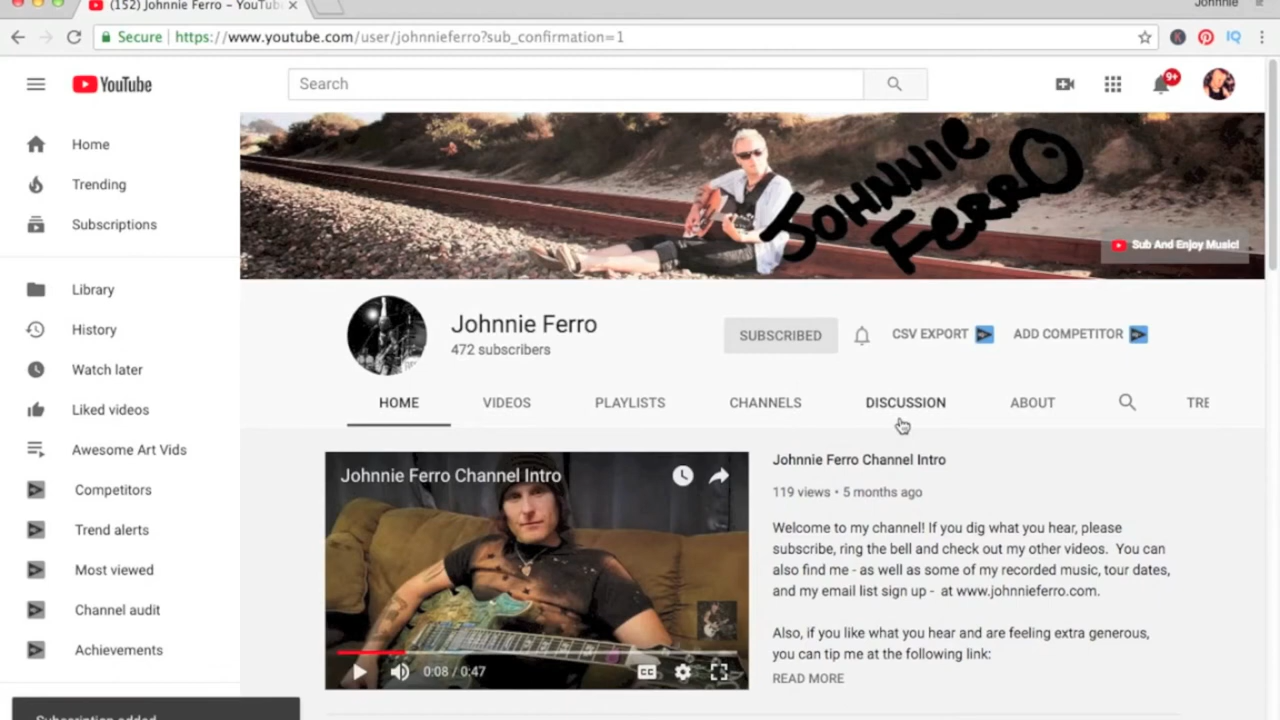 (152) Johnnie Ferro - YouTube
Johnnie
Secure
https://www.youtube.com/user/johnnieferro?sub_confirmation=1
YouTube
Search
9+
Home
Trending
Subscriptions
Library
History
Watch later
Liked videos
Awesome Art Vids
Competitors
Trend alerts
Most viewed
Channel audit
Achievements
Subscription added
JOHNNIE
FERRO
Sub And Enjoy Music!
Johnnie Ferro
472 subscribers
SUBSCRIBED
CSV EXPORT
ADD COMPETITOR
HOME
VIDEOS
PLAYLISTS
CHANNELS
DISCUSSION
ABOUT
TRE
Johnnie Ferro Channel Intro
0:08 / 0:47
CC
Johnnie Ferro Channel Intro
119 views • 5 months ago
Welcome to my channel! If you dig what you hear, please
subscribe, ring the bell and check out my other videos. You can
also find me - as well as some of my recorded music, tour dates,
and my email list sign up - at www.johnnieferro.com.
Also, if you like what you hear and are feeling extra generous,
you can tip me at the following link:
READ MORE